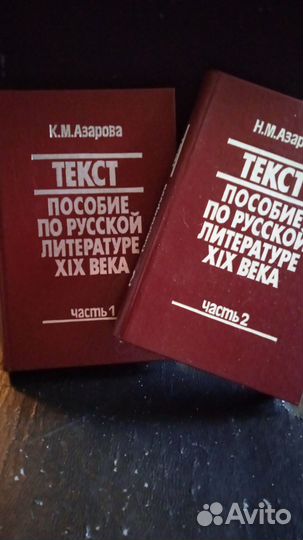 К.М.Азарова
ТЕКСТ
ПОСОБИЕ
ПО РУССКОЙ
ЛИТЕРАТУРЕ
XIX ВЕКА
часть 1
Н.М.Азар
ТЕКСТ
ПОСОБИЕ
ПО РУССКОЙ
ЛИТЕРАТУРЕ
XIX ВЕКА
часть 2
Avito